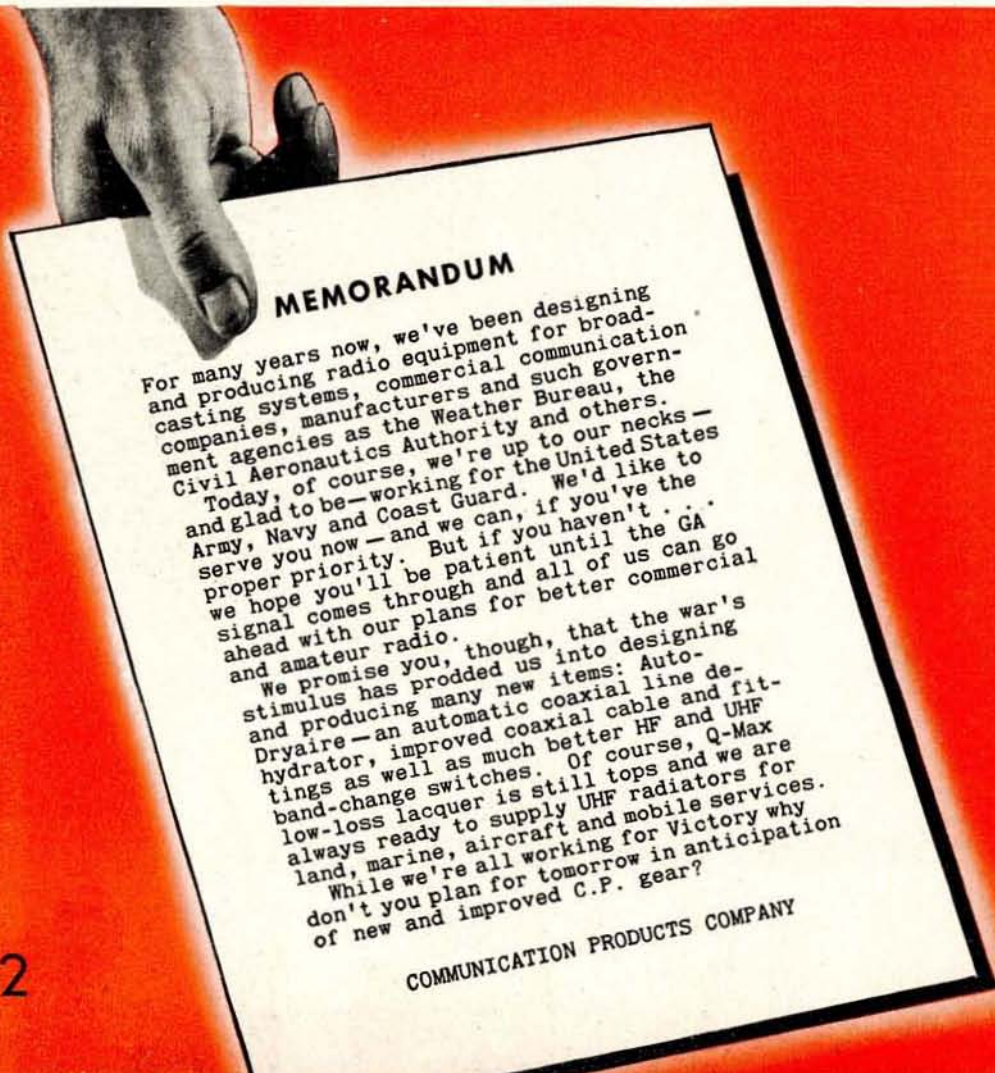 MEMORANDUM
For many years now, we've been designing
and producing radio equipment for broad-
casting systems, commercial communication
companies, manufacturers and such govern-
ment agencies as the Weather Bureau, the
Civil Aeronautics Authority and others.
Today, of course, we're up to our necks—
and glad to be—working for the United States
Army, Navy and Coast Guard. We'd like to
serve you now—and we can, if you've the
proper priority. But if you haven't . . .
we hope you'll be patient until the GA
signal comes through and all of us can go
ahead with our plans for better commercial
and amateur radio.
We promise you, though, that the war's
stimulus has prodded us into designing
and producing many new items: Auto-
Dryaire—an automatic coaxial line de-
hydrator, improved coaxial cable and fit-
tings as well as much better HF and UHF
band-change switches. Of course, Q-Max
low-loss lacquer is still tops and we are
always ready to supply UHF radiators for
land, marine, aircraft and mobile services.
While we're all working for Victory why
don't you plan for tomorrow in anticipation
of new and improved C.P. gear?
COMMUNICATION PRODUCTS COMPANY
2